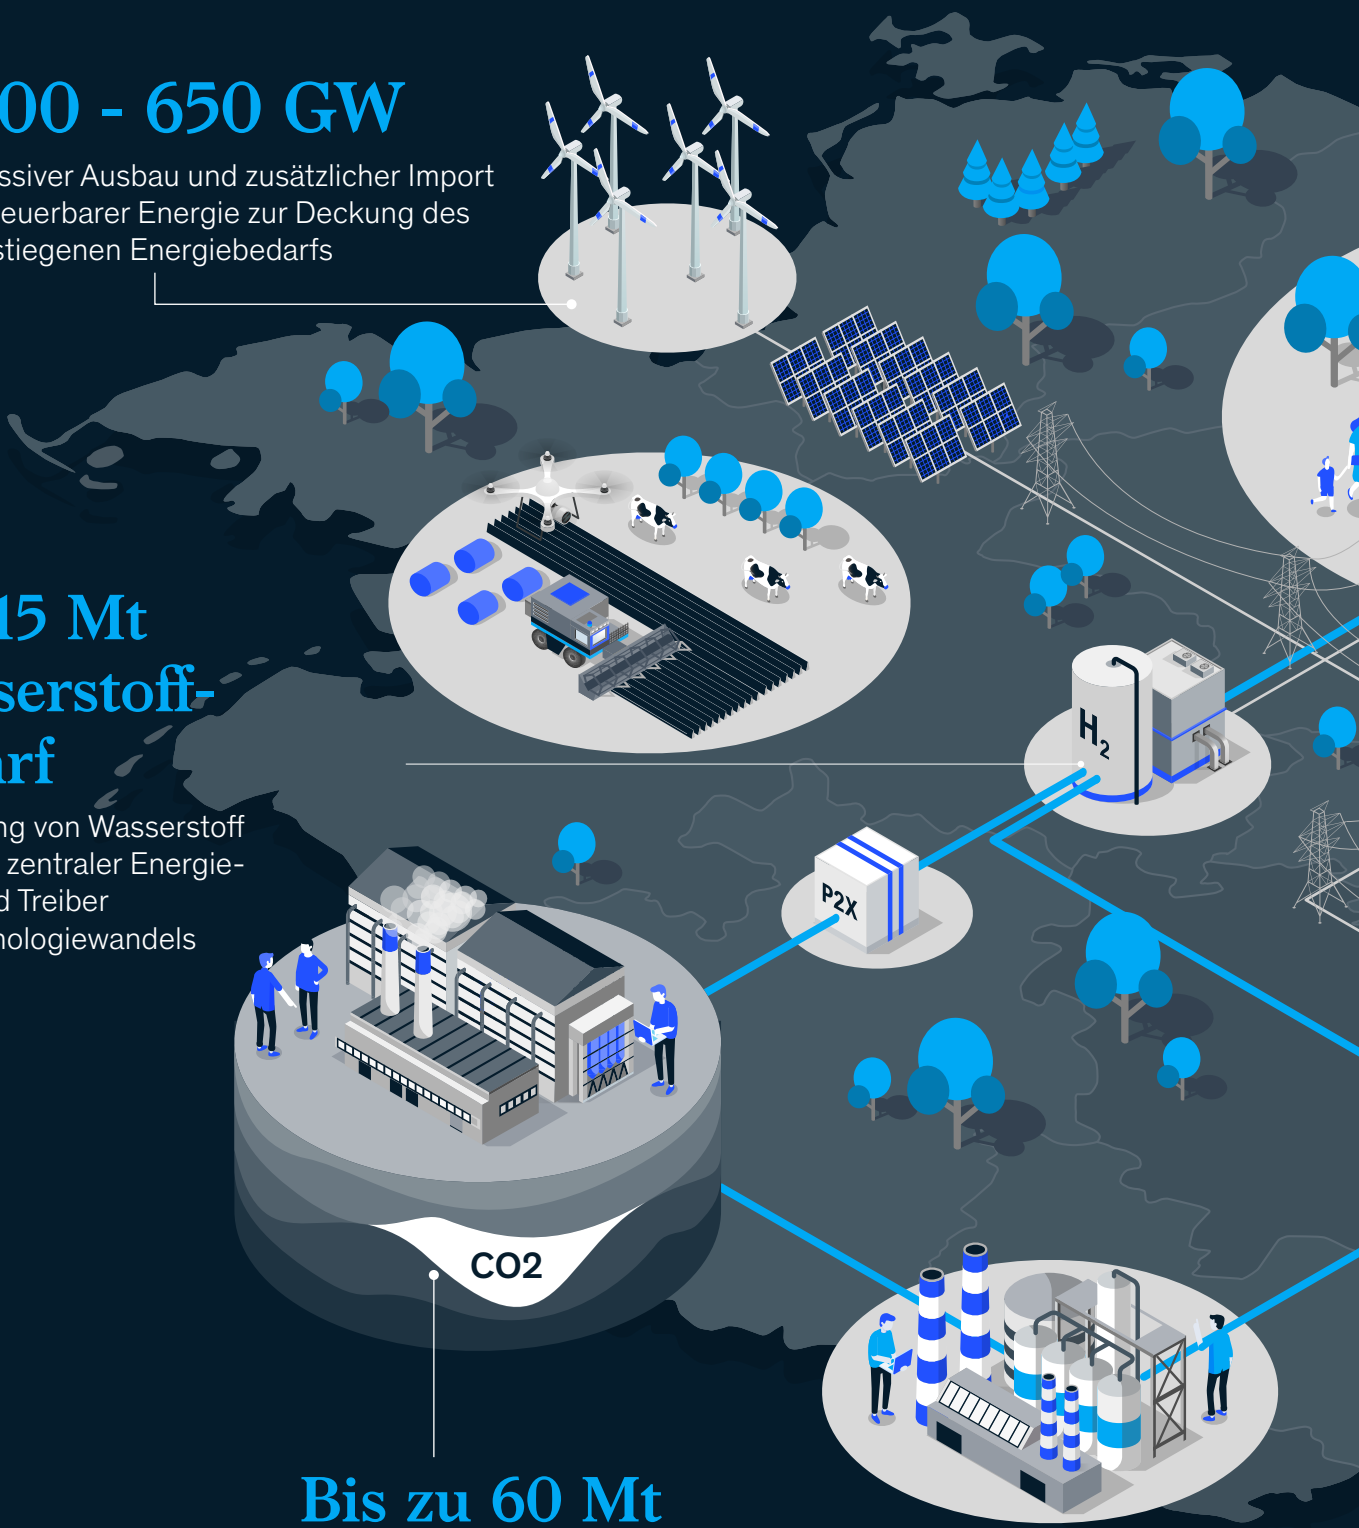 00 - 650 GW
ssiver Ausbau und zusätzlicher Import
euerbarer Energie zur Deckung des
stiegenen Energiebedarfs
15 Mt
serstoff-
arf
ng von Wasserstoff
zentraler Energie-
d Treiber
nologiewandels
H2
P2X
CO2
Bis zu 60 Mt